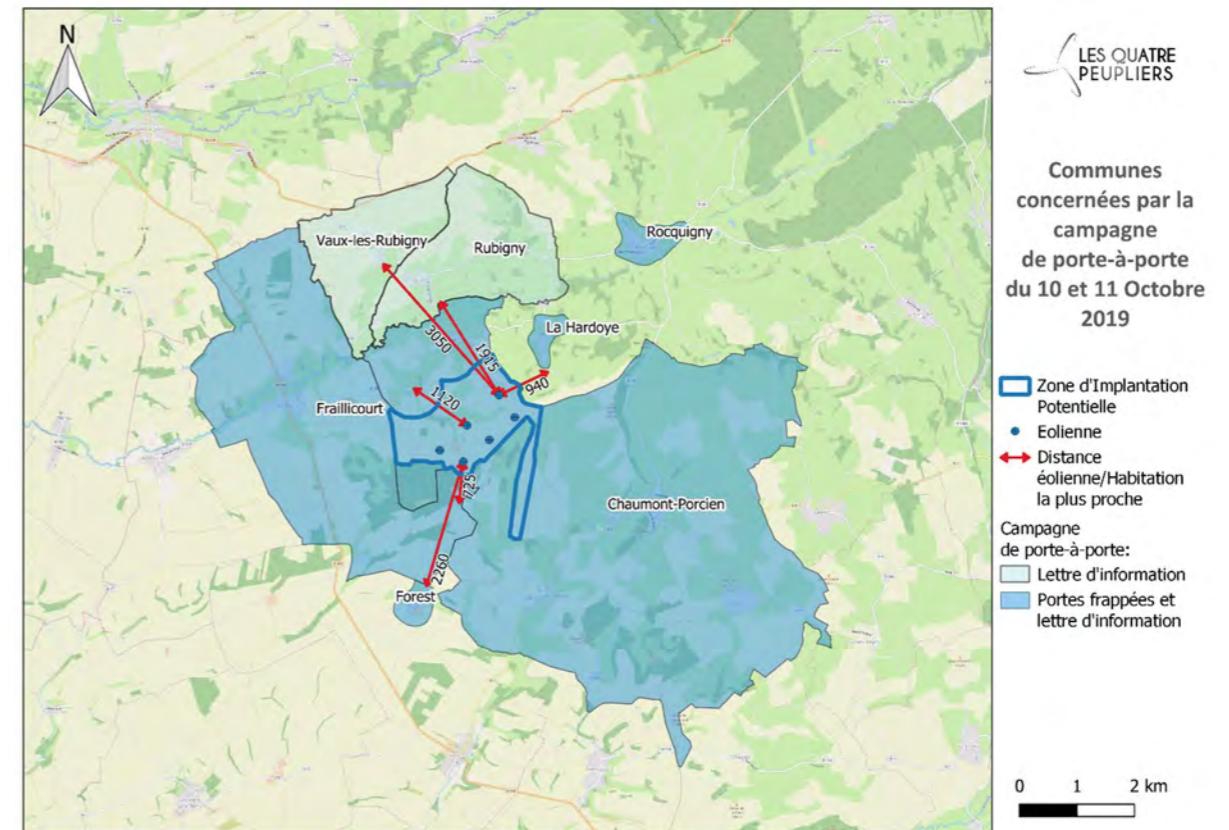 N
Vaux-les-Rubigny
Rubigny
Rocquigny
La Hardoye
3050
1915
940
1120
Fraillicourt
725
Chaumont-Porcien
2260
Forest
LES QUATRE
PEUPLIERS
Communes
concernées par la
campagne
de porte-à-porte
du 10 et 11 Octobre
2019
Zone d'Implantation
Potentielle
Eolienne
Distance
éolienne/Habitation
la plus proche
Campagne
de porte-à-porte:
Lettre d'information
Portes frappées et
lettre d'information
0 1 2 km